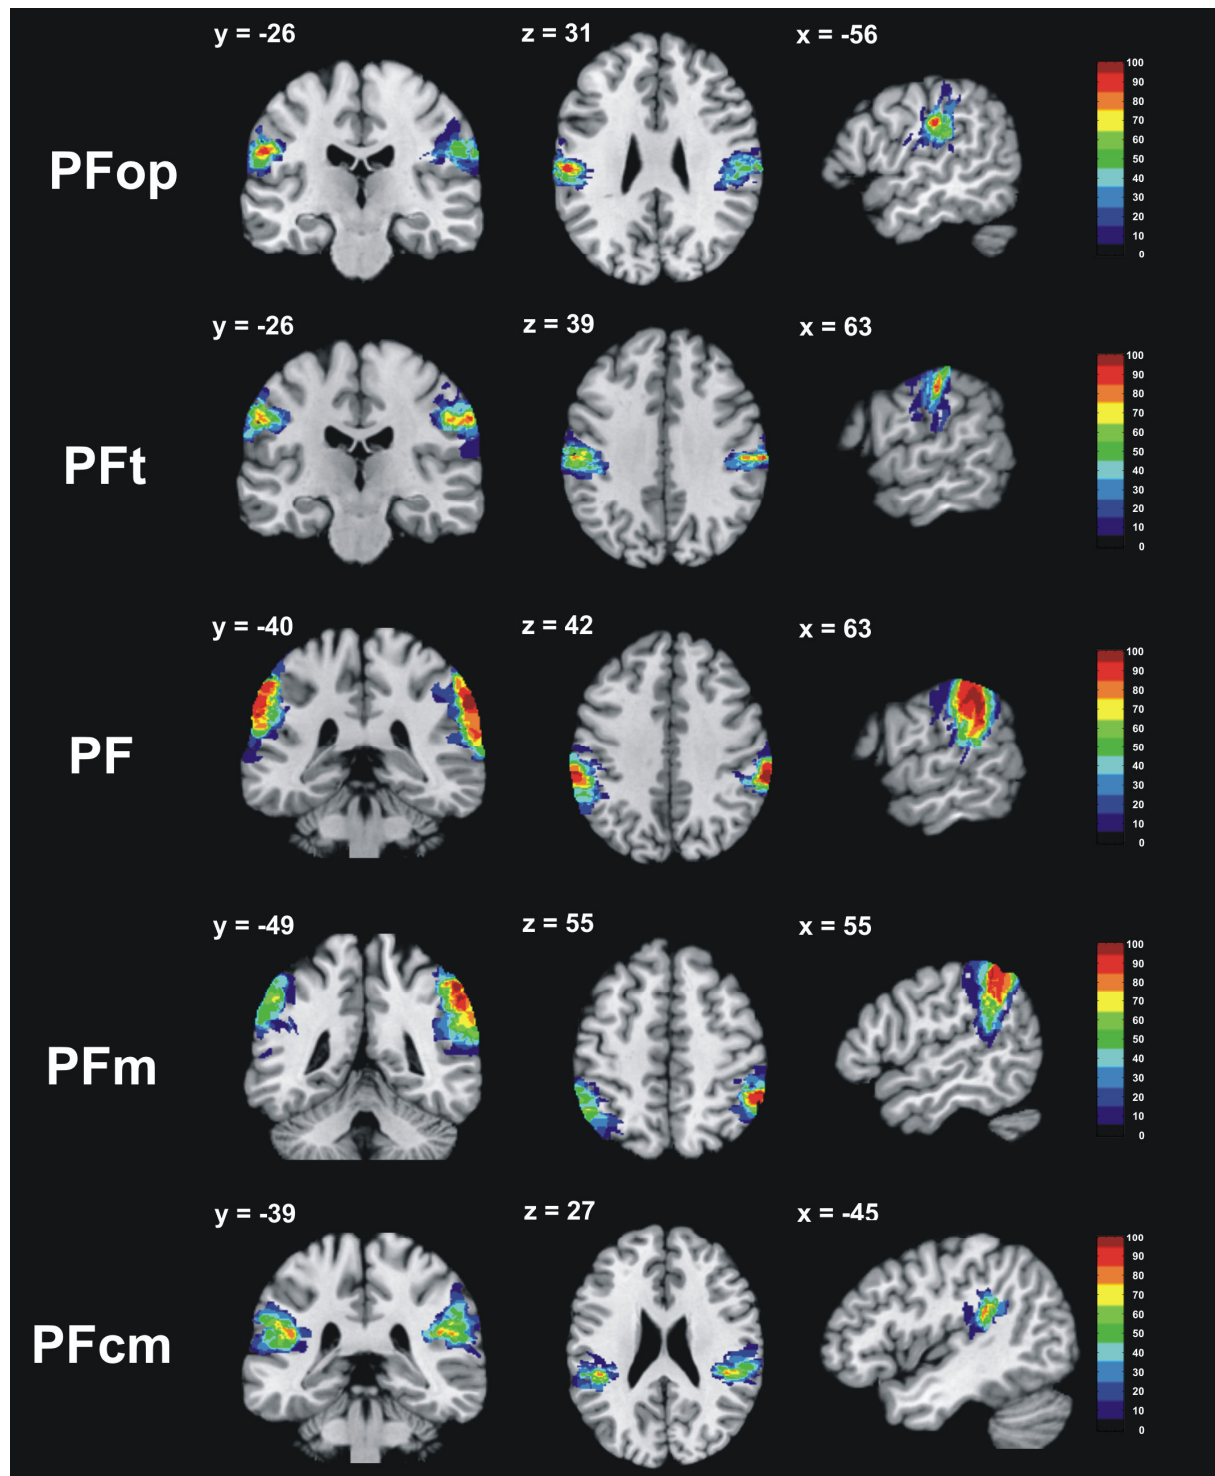 y = -26
z = 31
x = -56
PFop
100
90
80
70
60
50
40
30
20
10
0
y = -26
z = 39
x = 63
PFt
100
90
80
70
60
50
40
30
20
10
0
y = -40
z = 42
x = 63
PF
100
90
80
70
60
50
40
30
20
10
0
y = -49
z = 55
x = 55
PFm
100
90
80
70
60
50
40
30
20
10
0
y = -39
z = 27
x = -45
PFcm
100
90
80
70
60
50
40
30
20
10
0